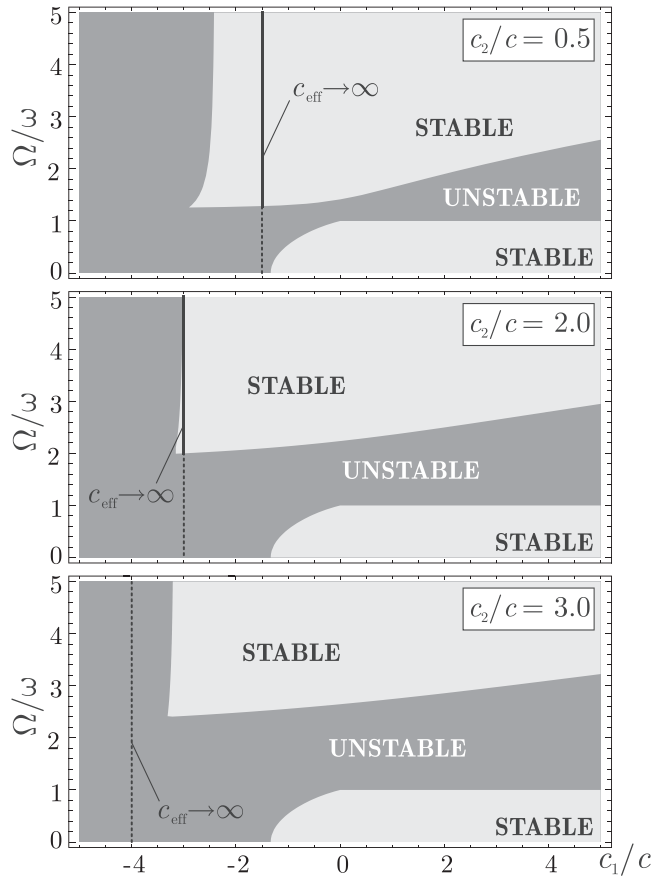 5
c₂/c = 0.5
4
c_eff→∞
Ω/ω
3
STABLE
2
UNSTABLE
1
STABLE
0
5
c₂/c = 2.0
4
Ω/ω
STABLE
3
2
UNSTABLE
c_eff→∞
1
STABLE
0
5
c₂/c = 3.0
4
STABLE
Ω/ω
3
2
UNSTABLE
1
c_eff→∞
STABLE
0
-4 -2 0 2 4 c₁/c